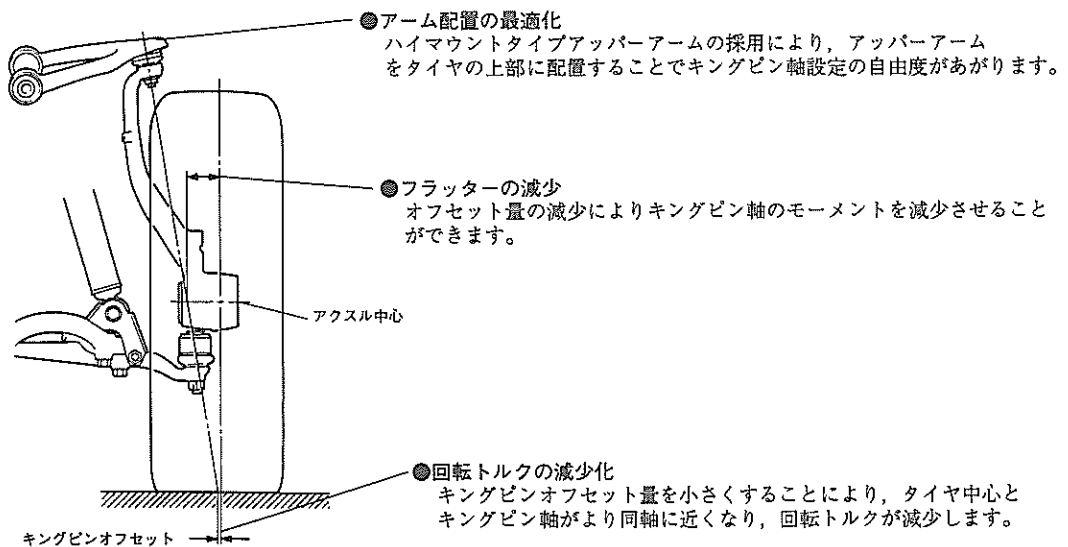 ●アーム配置の最適化
ハイマウントタイプアッパーアームの採用により，アッパーアーム
をタイヤの上部に配置することでキングピン軸設定の自由度があがります。
●フラッターの減少
オフセット量の減少によりキングピン軸のモーメントを減少させること
ができます。
アクスル中心
●回転トルクの減少化
キングピンオフセット量を小さくすることにより，タイヤ中心と
キングピン軸がより同軸に近くなり，回転トルクが減少します。
キングピンオフセット